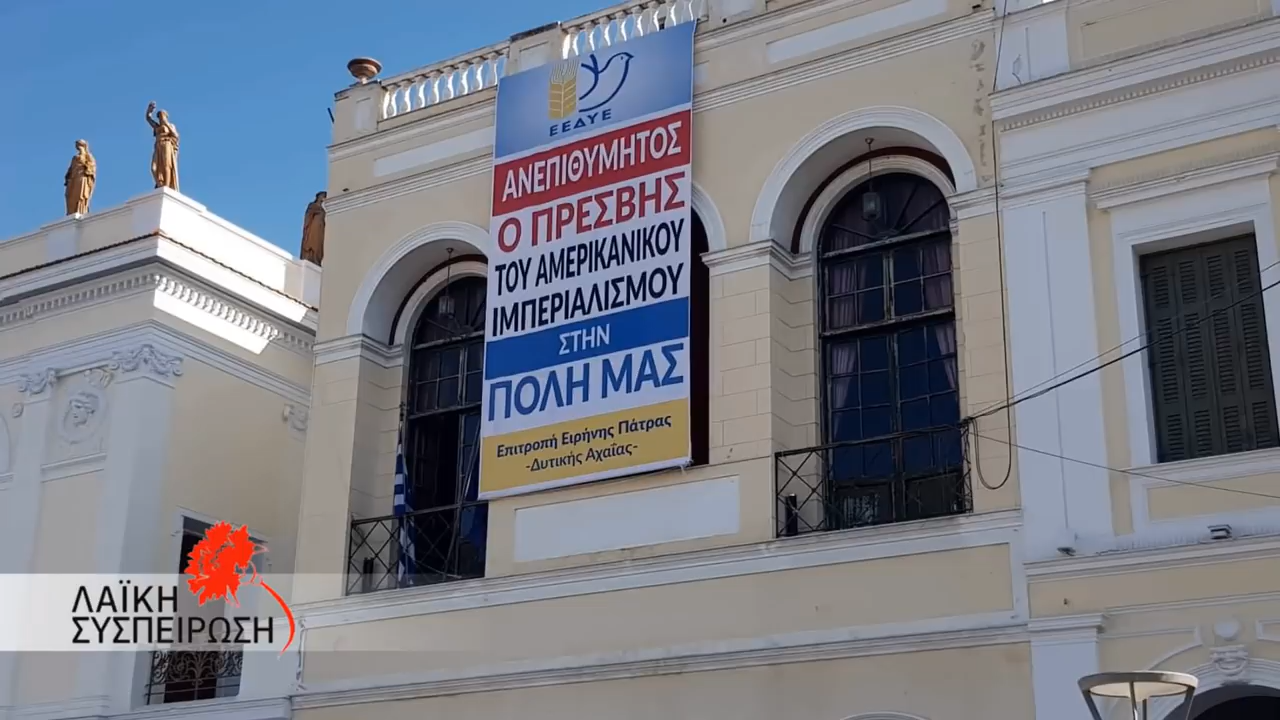 ΕΕΔΥΕ
ΑΝΕΠΙΘΥΜΗΤΟΣ
Ο ΠΡΕΣΒΗΣ
ΤΟΥ ΑΜΕΡΙΚΑΝΙΚΟΥ
ΙΜΠΕΡΙΑΛΙΣΜΟΥ
ΣΤΗΝ
ΠΟΛΗ ΜΑΣ
Επιτροπή Ειρήνης Πάτρας
-Δυτικής Αχαΐας-
ΛΑΪΚΗ
ΣΥΣΠΕΙΡΩΣΗ